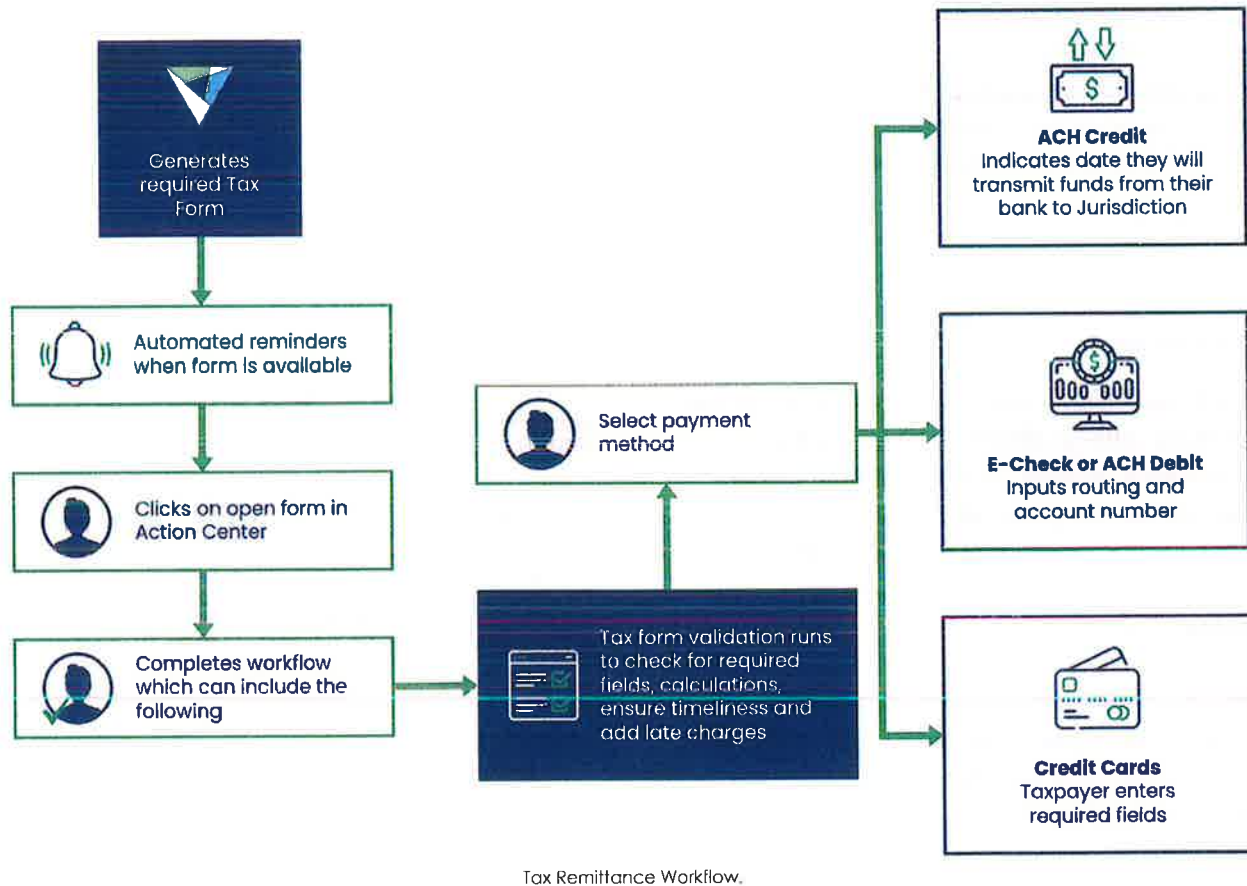 Generates
required Tax
Form
Automated reminders
when form is available
Clicks on open form in
Action Center
Completes workflow
which can include the
following
Tax form validation runs
to check for required
fields, calculations,
ensure timeliness and
add late charges
Select payment
method
$
ACH Credit
Indicates date they will
transmit funds from their
bank to Jurisdiction
$
E-Check or ACH Debit
Inputs routing and
account number
Credit Cards
Taxpayer enters
required fields
Tax Remittance Workflow.